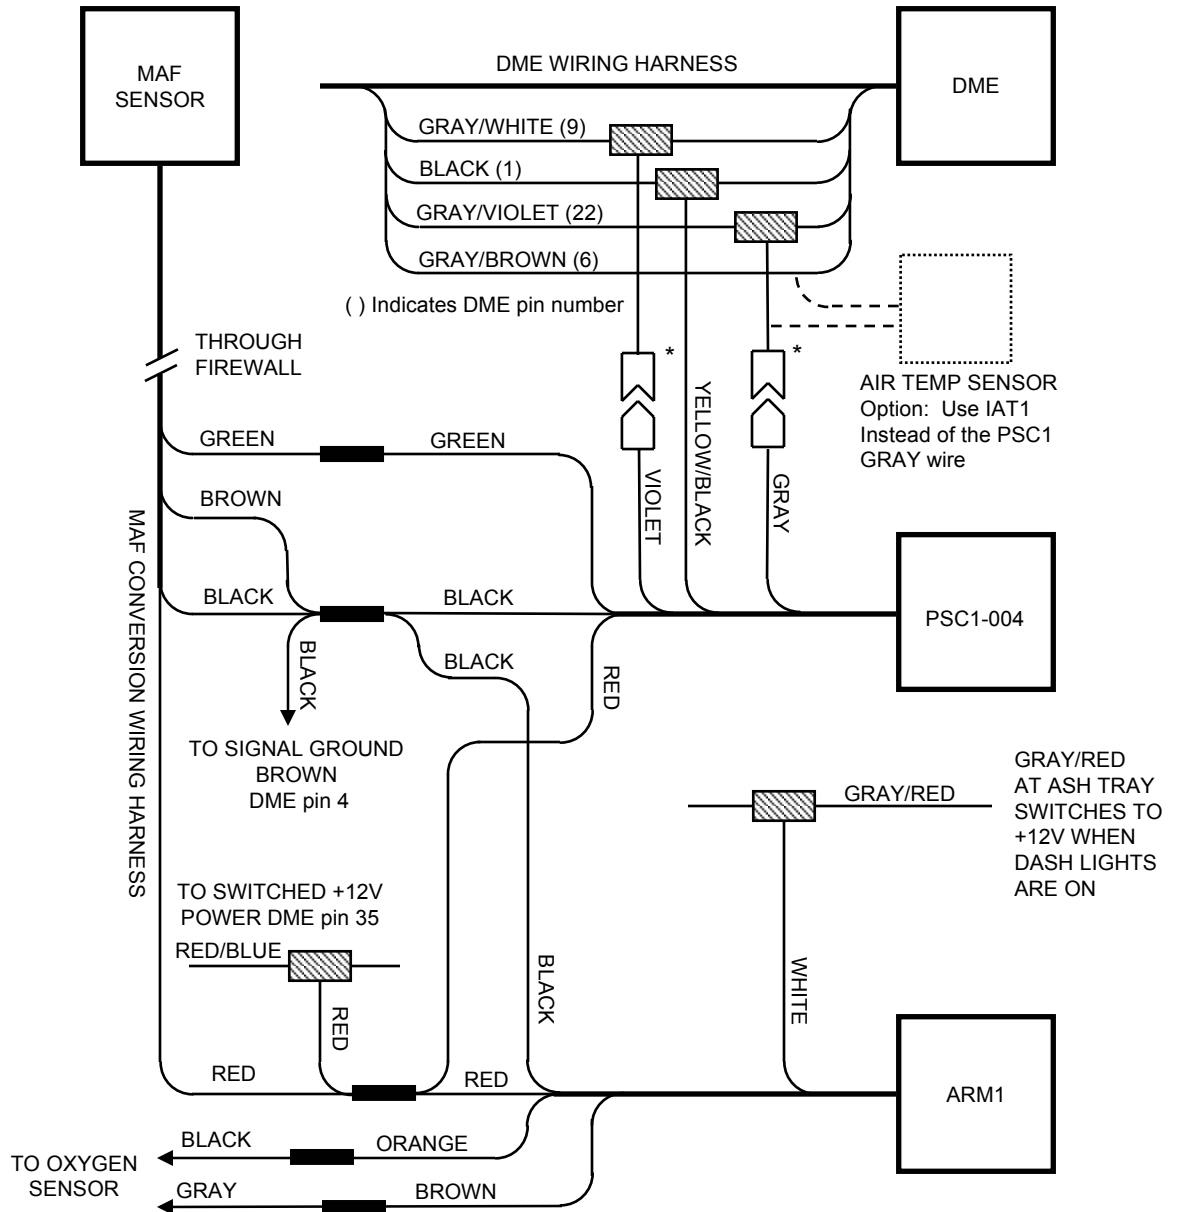 MAF
SENSOR
DME WIRING HARNESS
DME
GRAY/WHITE (9)
BLACK (1)
GRAY/VIOLET (22)
GRAY/BROWN (6)
( ) Indicates DME pin number
THROUGH
FIREWALL
*
*
AIR TEMP SENSOR
Option: Use IAT1
Instead of the PSC1
GRAY wire
GREEN
GREEN
VIOLET
YELLOW/BLACK
GRAY
BROWN
MAF CONVERSION WIRING HARNESS
BLACK
BLACK
PSC1-004
BLACK
BLACK
RED
TO SIGNAL GROUND
BROWN
DME pin 4
GRAY/RED
GRAY/RED
AT ASH TRAY
SWITCHES TO
+12V WHEN
DASH LIGHTS
ARE ON
TO SWITCHED +12V
POWER DME pin 35
RED/BLUE
RED
BLACK
WHITE
RED
RED
ARM1
BLACK
ORANGE
TO OXYGEN
SENSOR
GRAY
BROWN